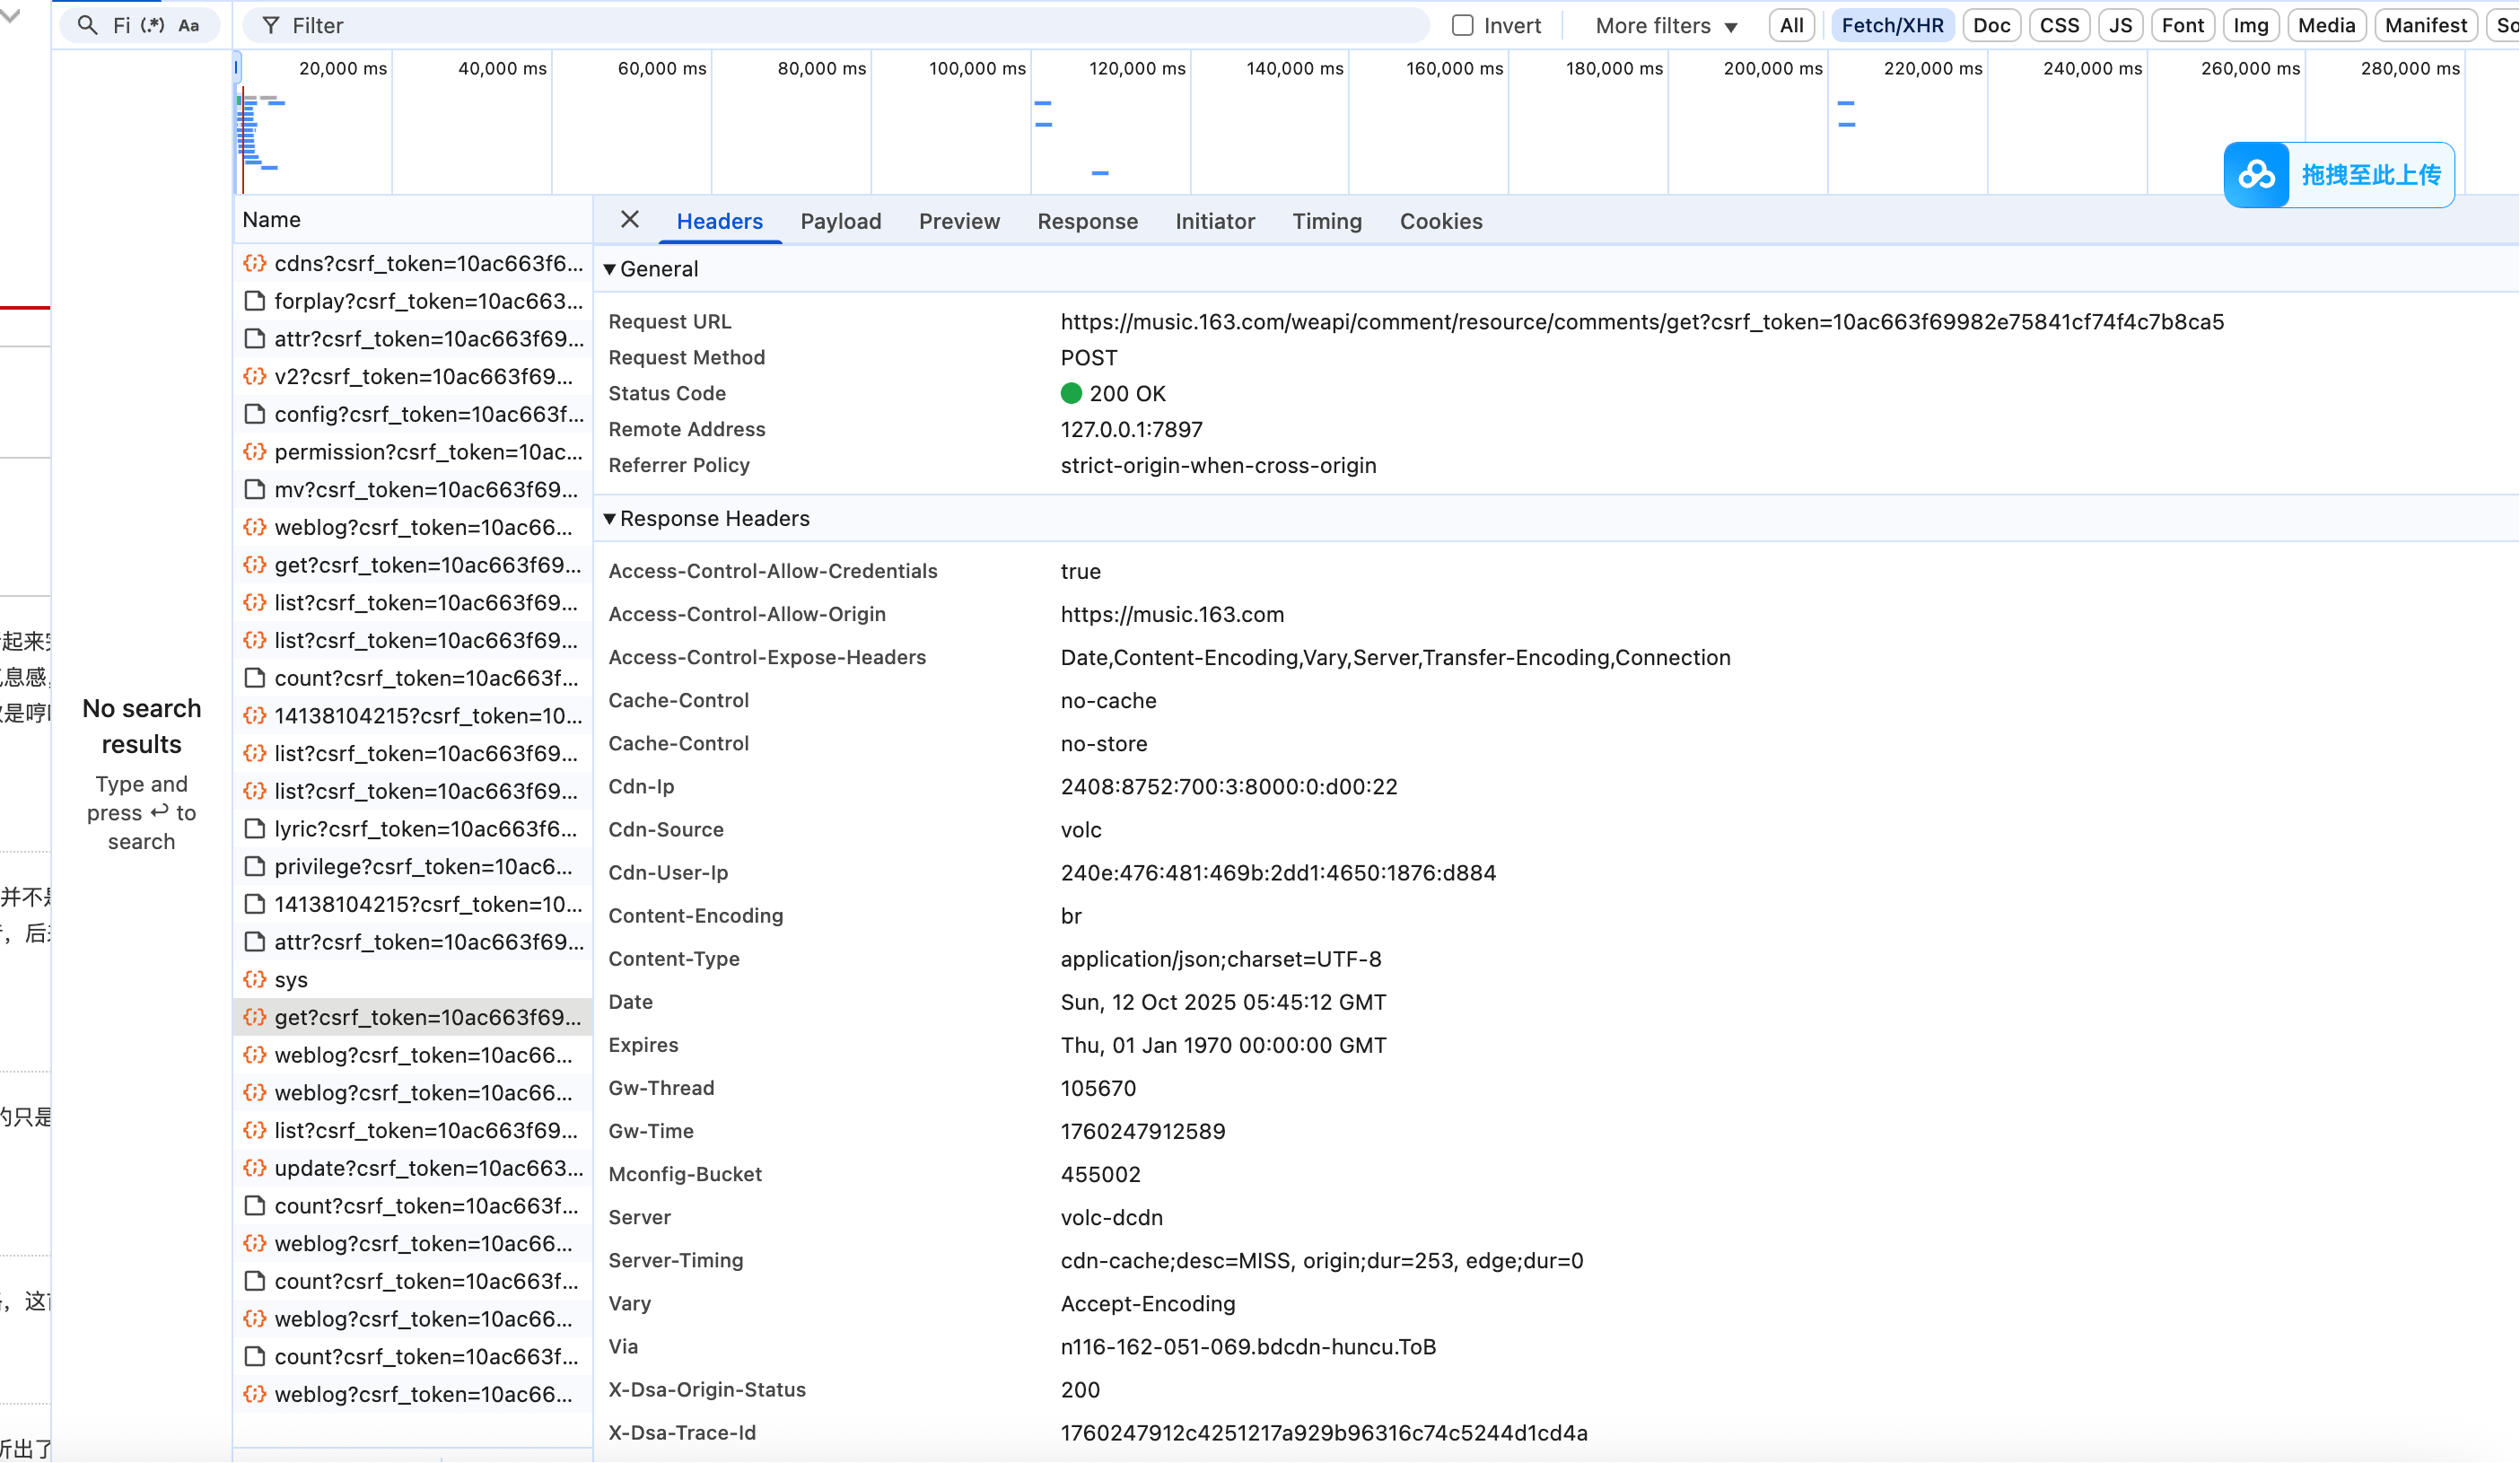 Fi (.*) Aa
Filter
Invert
More filters
All
Fetch/XHR
Doc
CSS
JS
Font
Img
Media
Manifest
20,000 ms
40,000 ms
60,000 ms
80,000 ms
100,000 ms
120,000 ms
140,000 ms
160,000 ms
180,000 ms
200,000 ms
220,000 ms
240,000 ms
260,000 ms
280,000 ms
拖拽至此上传
No search
results
Type and
press ↩ to
search
Name
cdns?csrf_token=10ac663f6...
forplay?csrf_token=10ac663...
attr?csrf_token=10ac663f69...
v2?csrf_token=10ac663f69...
config?csrf_token=10ac663f...
permission?csrf_token=10ac...
mv?csrf_token=10ac663f69...
weblog?csrf_token=10ac66...
get?csrf_token=10ac663f69...
list?csrf_token=10ac663f69...
list?csrf_token=10ac663f69...
count?csrf_token=10ac663f...
14138104215?csrf_token=10...
list?csrf_token=10ac663f69...
list?csrf_token=10ac663f69...
lyric?csrf_token=10ac663f6...
privilege?csrf_token=10ac6...
14138104215?csrf_token=10...
attr?csrf_token=10ac663f69...
sys
get?csrf_token=10ac663f69...
weblog?csrf_token=10ac66...
weblog?csrf_token=10ac66...
list?csrf_token=10ac663f69...
update?csrf_token=10ac663...
count?csrf_token=10ac663f...
weblog?csrf_token=10ac66...
count?csrf_token=10ac663f...
weblog?csrf_token=10ac66...
count?csrf_token=10ac663f...
weblog?csrf_token=10ac66...
Headers
Payload
Preview
Response
Initiator
Timing
Cookies
General
Request URL https://music.163.com/weapi/comment/resource/comments/get?csrf_token=10ac663f69982e75841cf74f4c7b8ca5
Request Method POST
Status Code 200 OK
Remote Address 127.0.0.1:7897
Referrer Policy strict-origin-when-cross-origin
Response Headers
Access-Control-Allow-Credentials true
Access-Control-Allow-Origin https://music.163.com
Access-Control-Expose-Headers Date,Content-Encoding,Vary,Server,Transfer-Encoding,Connection
Cache-Control no-cache
Cache-Control no-store
Cdn-Ip 2408:8752:700:3:8000:0:d00:22
Cdn-Source volc
Cdn-User-Ip 240e:476:481:469b:2dd1:4650:1876:d884
Content-Encoding br
Content-Type application/json;charset=UTF-8
Date Sun, 12 Oct 2025 05:45:12 GMT
Expires Thu, 01 Jan 1970 00:00:00 GMT
Gw-Thread 105670
Gw-Time 1760247912589
Mconfig-Bucket 455002
Server volc-dcdn
Server-Timing cdn-cache;desc=MISS, origin;dur=253, edge;dur=0
Vary Accept-Encoding
Via n116-162-051-069.bdcdn-huncu.ToB
X-Dsa-Origin-Status 200
X-Dsa-Trace-Id 1760247912c4251217a929b96316c74c5244d1cd4a